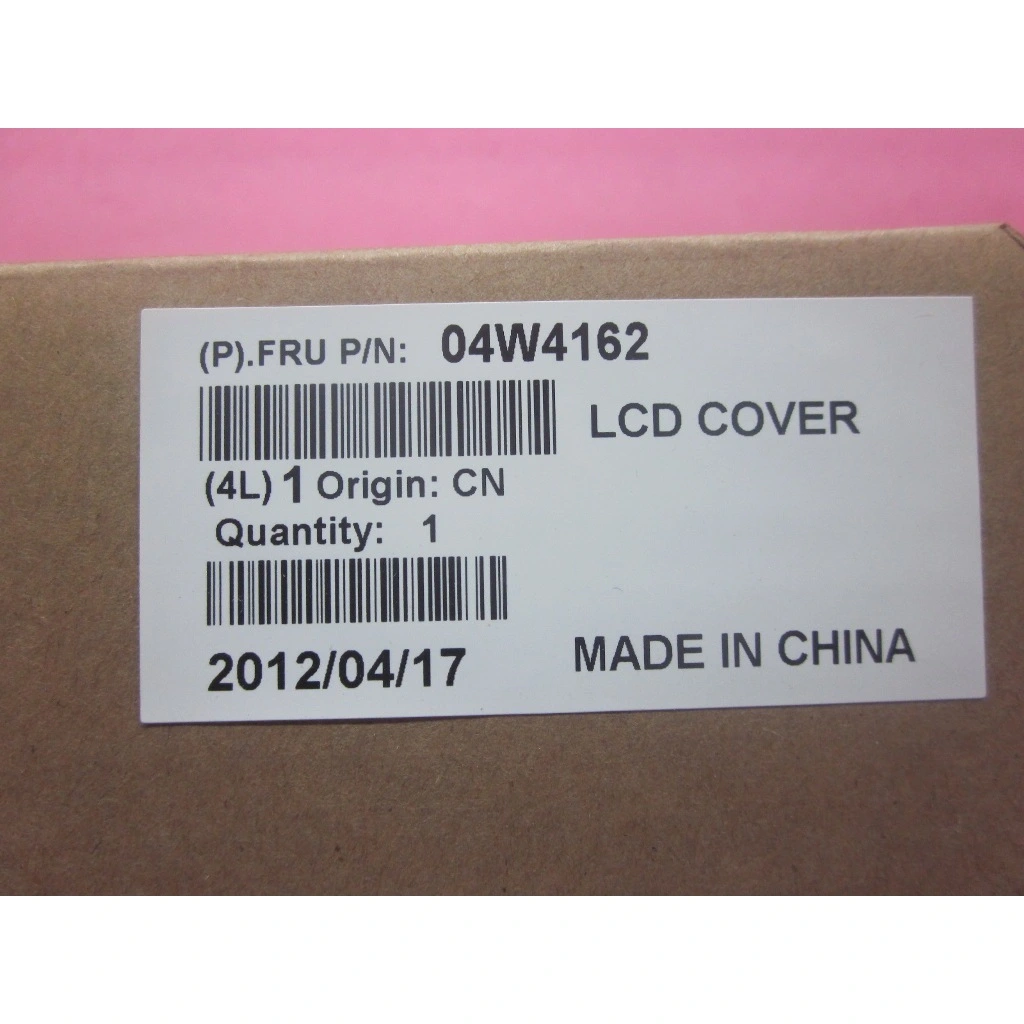 (P).FRU P/N: 04W4162
LCD COVER
(4L) 1 Origin: CN
Quantity: 1
2012/04/17
MADE IN CHINA